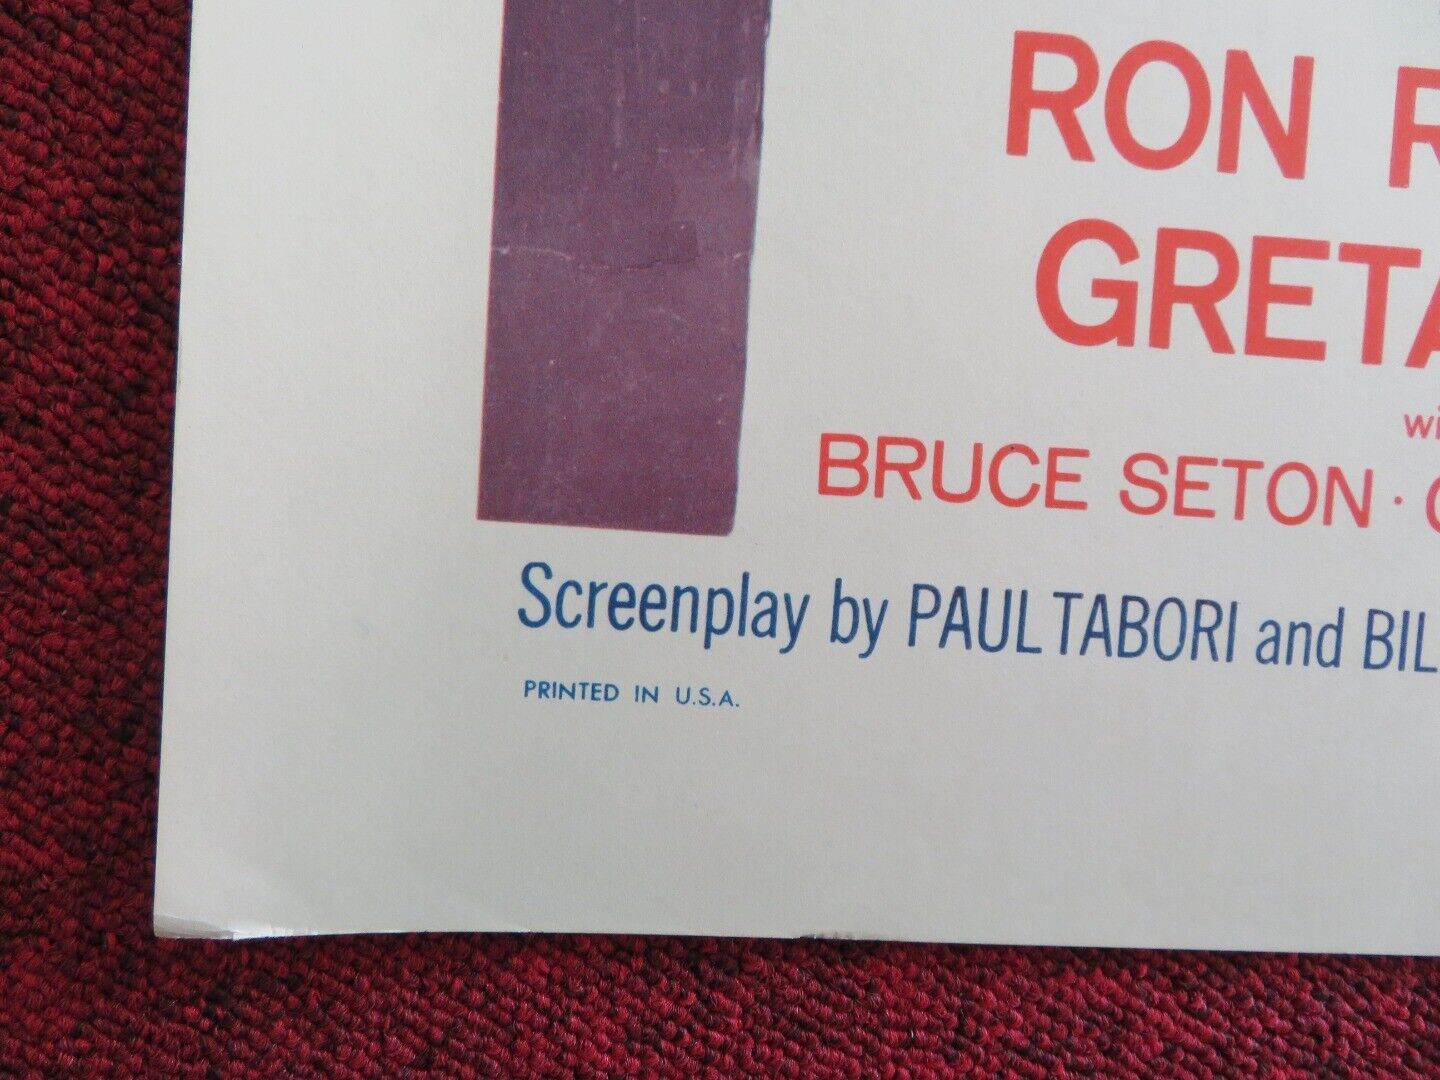 RON R
GRETA
wi
BRUCE SETON · C
Screenplay by PAUL TABORI and BIL
PRINTED IN U.S.A.